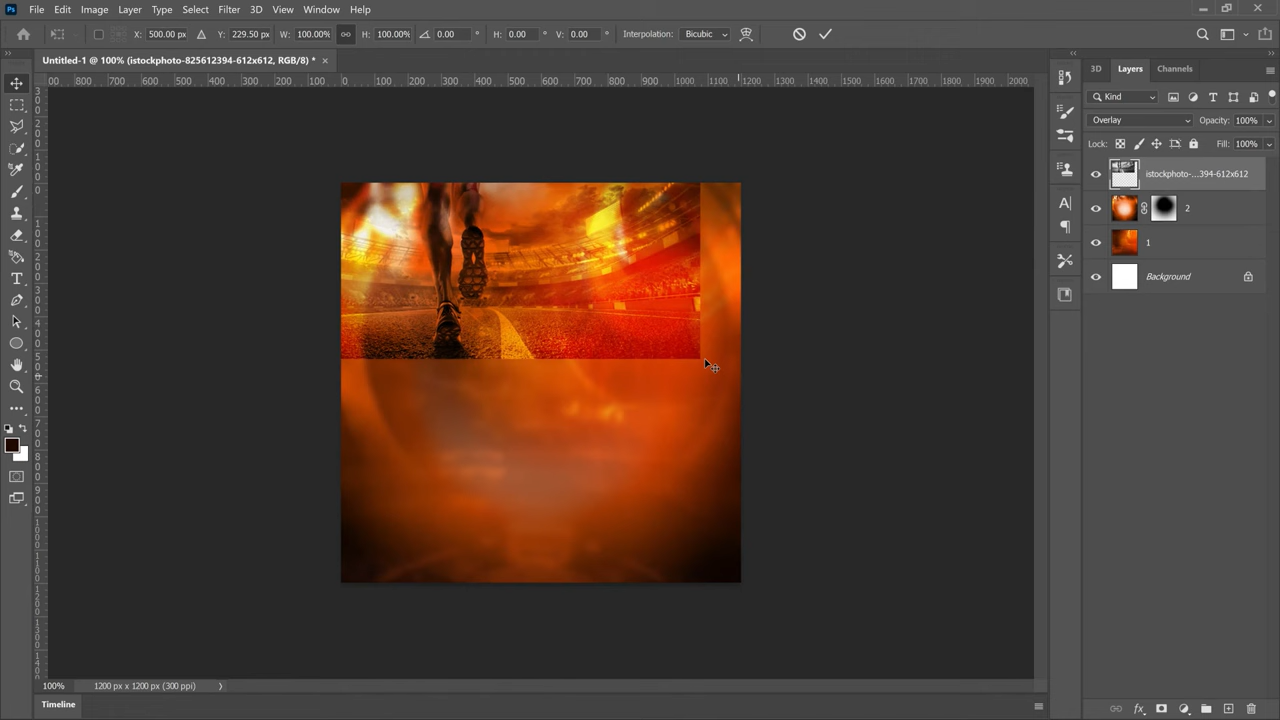 Ps File Edit Image Layer Type Select Filter 3D View Window Help
X: 500.00 px Y: 229.50 px W: 100.00% H: 100.00% 0.00 ° H: 0.00 ° V: 0.00 ° Interpolation: Bicubic
Untitled-1 @ 100% (istockphoto-825612394-612x612, RGB/8) * ×
3D Layers Channels
Kind
Overlay Opacity: 100%
Lock: Fill: 100%
istockphoto-...394-612x612
2
1
Background
100% 1200 px x 1200 px (300 ppi)
Timeline